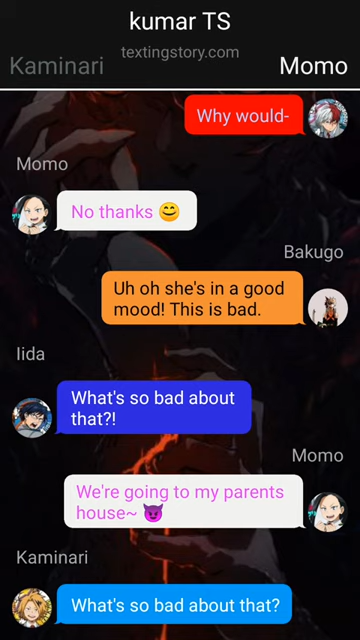 kumar TS
textingstory.com
Kaminari
Momo
Why would-
Momo
No thanks 😊
Bakugo
Uh oh she's in a good
mood! This is bad.
Iida
What's so bad about
that?!
Momo
We're going to my parents
house~ 😈
Kaminari
What's so bad about that?